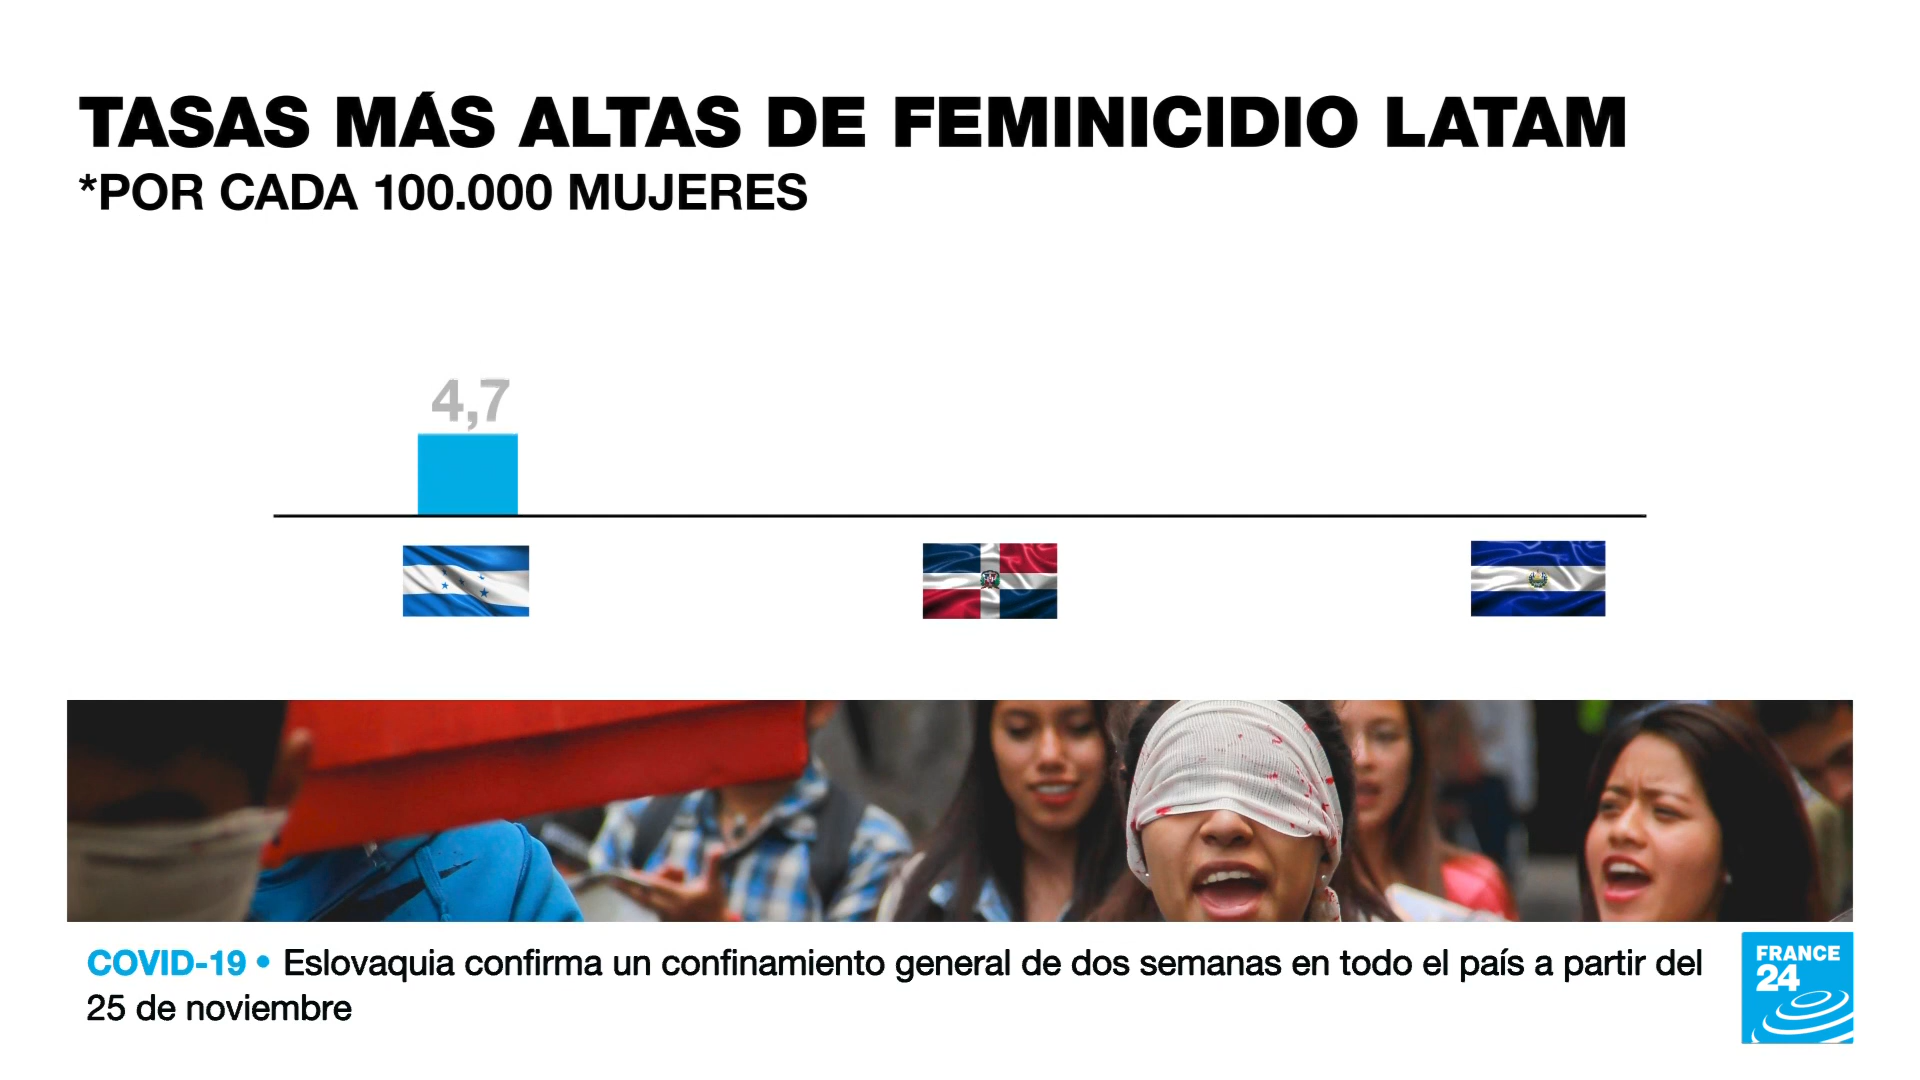 TASAS MÁS ALTAS DE FEMINICIDIO LATAM
*POR CADA 100.000 MUJERES
4,7
COVID-19 • Eslovaquia confirma un confinamiento general de dos semanas en todo el país a partir del
25 de noviembre
FRANCE
24